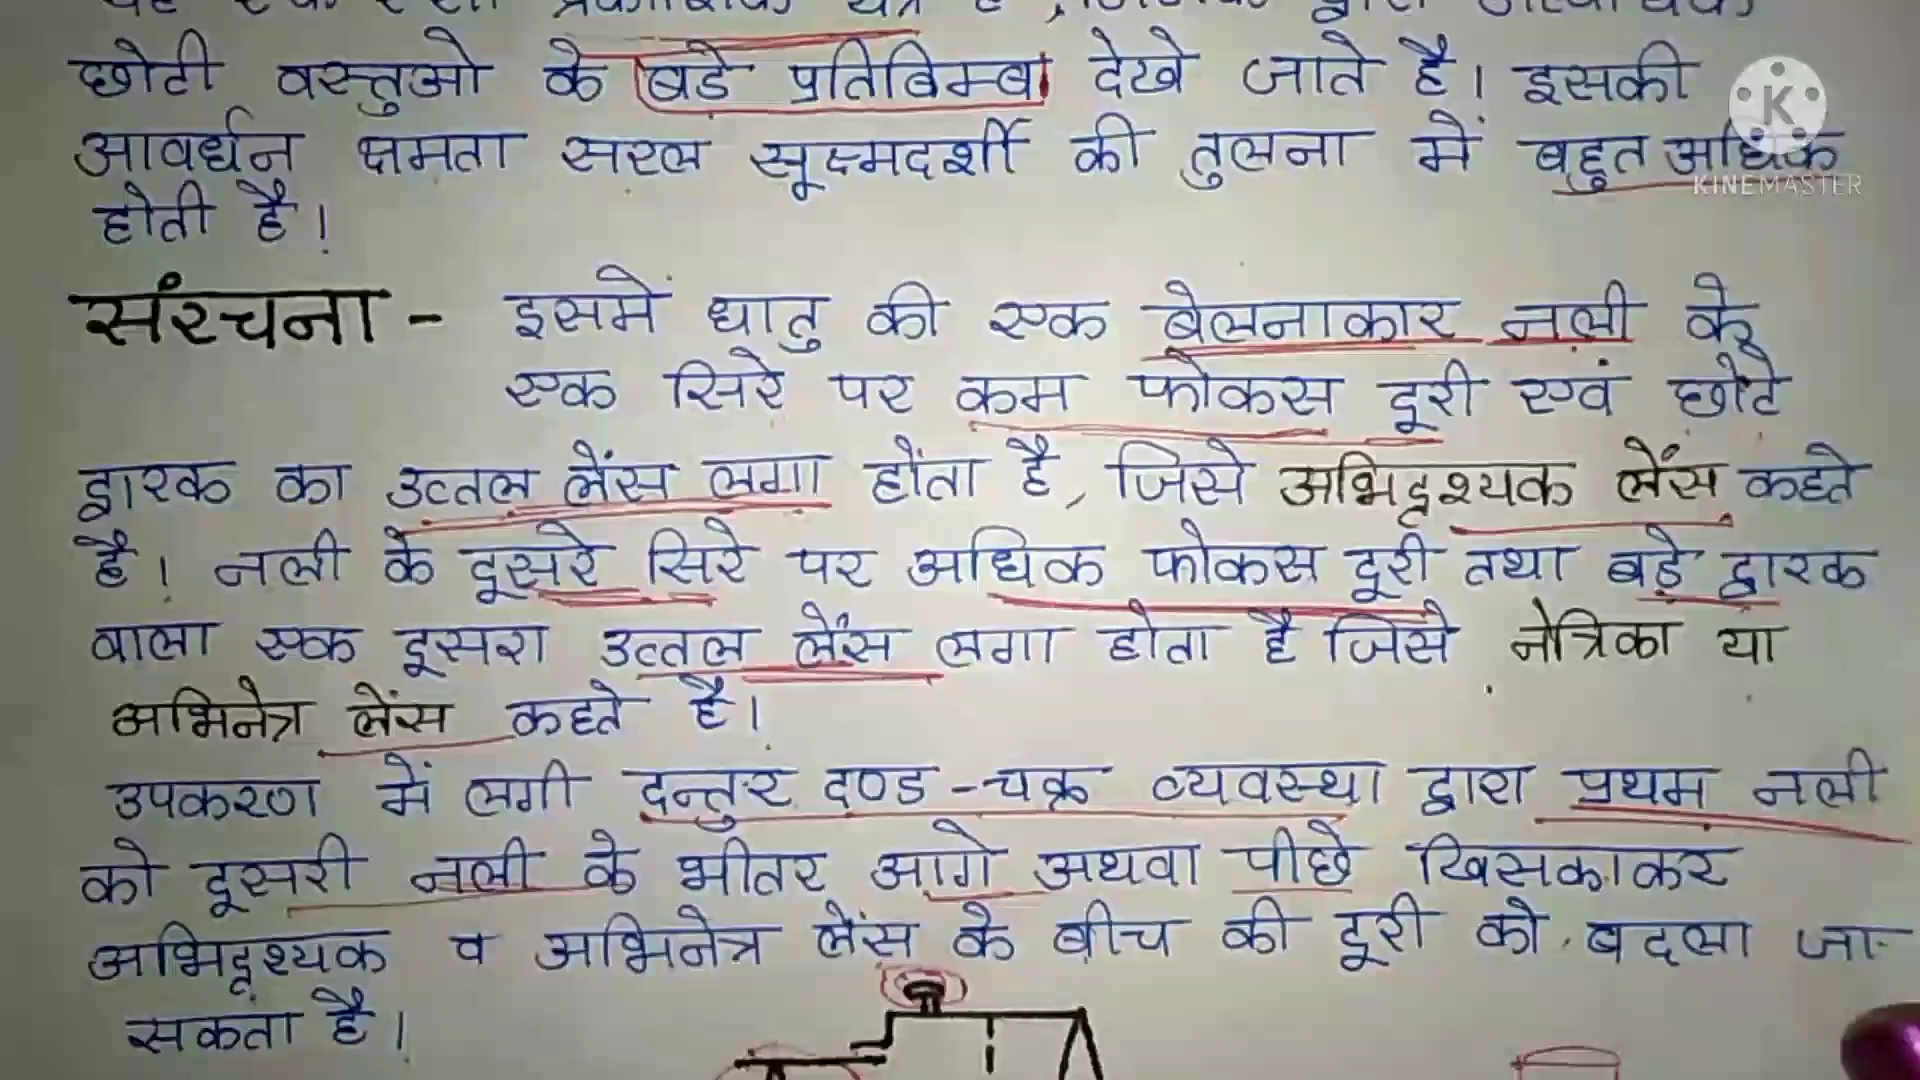 छोटी वस्तुओ के बडे प्रतिबिम्ब देखे जाते है। इसकी
आवर्धन क्षमता सरल सूक्ष्मदर्शी की तुलना में बहुत अधिक
होती है।
K
KINEMASTER
संरचना - इसमें धातु की एक बेलनाकार नली के
एक सिरे पर कम फोकस दूरी एवं छोटे
द्वारक का उत्तल लेंस लगा होंता है, जिसे अभिदृश्यक लेंस कहते
है। नली के दूसरे सिरे पर अधिक फोकस दूरी तथा बड़े द्वारक
वाला एक दूसरा उत्तल लेंस लगा होता है जिसे नेत्रिका या
अभिनेत्र लेंस कहते है।
उपकरण में लगी दन्तुर दण्ड-चक्र व्यवस्था द्वारा प्रथम नली
को दूसरी नली के भीतर आगे अथवा पीछे खिसकाकर
अभिदृश्यक व अभिनेत्र लेंस के बीच की दूरी को बदला जा
सकता है।